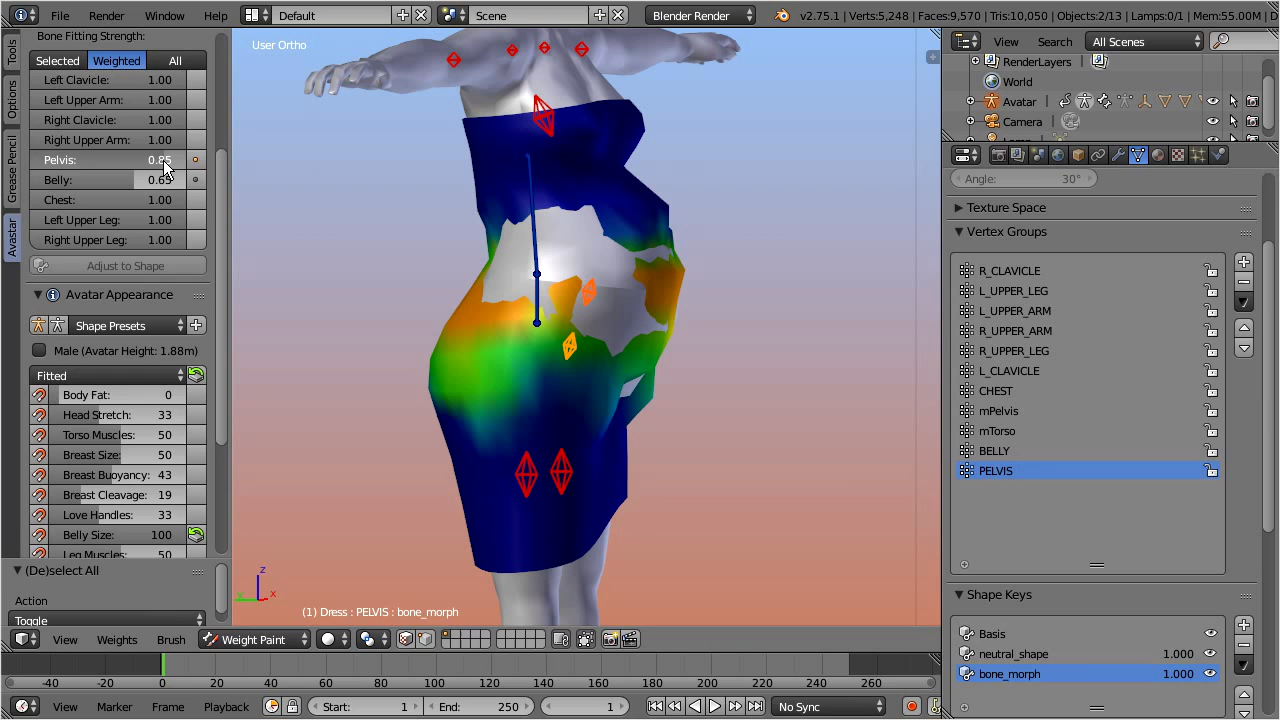 File Render Window Help Default Scene Blender Render v2.75.1 | Verts:5,248 | Faces:9,570 | Tris:10,050 | Objects:2/13 | Lamps:0/1 | Mem:55.00M
Tools
Options
Grease Pencil
Avastar
Bone Fitting Strength:
Selected Weighted All
Left Clavicle: 1.00
Left Upper Arm: 1.00
Right Clavicle: 1.00
Right Upper Arm: 1.00
Pelvis:
Belly: 0.65
Chest: 1.00
Left Upper Leg: 1.00
Right Upper Leg: 1.00
Adjust to Shape
Avatar Appearance
Shape Presets
Male (Avatar Height: 1.88m)
Fitted
Body Fat: 0
Head Stretch: 33
Torso Muscles: 50
Breast Size: 50
Breast Buoyancy: 43
Breast Cleavage: 19
Love Handles: 33
Belly Size: 100
Leg Muscles: 50
(De)select All
Action
Toggle
User Ortho
z
y
x
(1) Dress : PELVIS : bone_morph
View Search All Scenes
RenderLayers
World
Avatar
Camera
Angle: 30°
Texture Space
Vertex Groups
R_CLAVICLE
L_UPPER_LEG
L_UPPER_ARM
R_UPPER_ARM
R_UPPER_LEG
L_CLAVICLE
CHEST
mPelvis
mTorso
BELLY
PELVIS
Shape Keys
Basis
neutral_shape 1.000
bone_morph 1.000
View Weights Brush Weight Paint
-40 -20 0 20 40 60 80 100 120 140 160 180 200 220 240 260
View Marker Frame Playback Start: 1 End: 250 1 No Sync